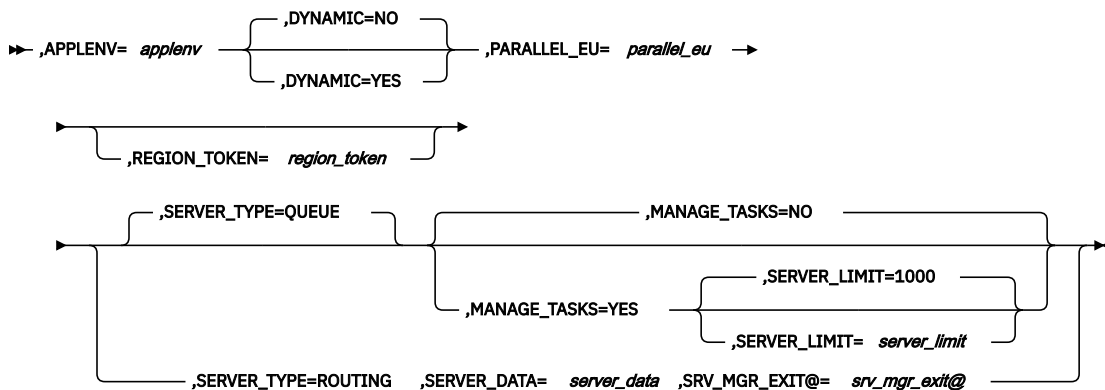 ,DYNAMIC=NO
,APPLENV= applenv ,PARALLEL_EU= parallel_eu
,DYNAMIC=YES
,REGION_TOKEN= region_token
,SERVER_TYPE=QUEUE ,MANAGE_TASKS=NO
,SERVER_LIMIT=1000
,MANAGE_TASKS=YES
,SERVER_LIMIT= server_limit
,SERVER_TYPE=ROUTING ,SERVER_DATA= server_data ,SRV_MGR_EXIT@= srv_mgr_exit@